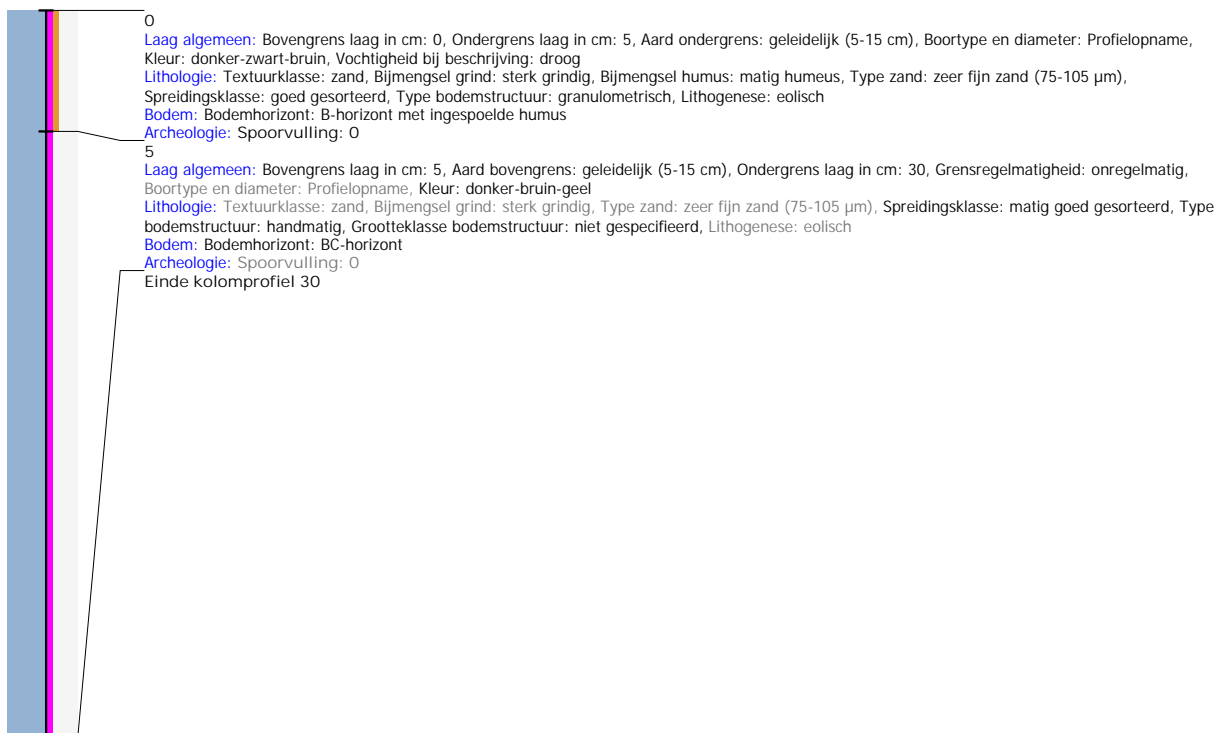 0
Laag algemeen: Bovengrens laag in cm: 0, Ondergrens laag in cm: 5, Aard ondergrens: geleidelijk (5-15 cm), Boortype en diameter: Profielopname,
Kleur: donker-zwart-bruin, Vochtigheid bij beschrijving: droog
Lithologie: Textuurklasse: zand, Bijmengsel grind: sterk grindig, Bijmengsel humus: matig humeus, Type zand: zeer fijn zand (75-105 µm),
Spreidingsklasse: goed gesorteerd, Type bodemstructuur: granulometrisch, Lithogenese: eolisch
Bodem: Bodemhorizont: B-horizont met ingespoelde humus
Archeologie: Spoorvulling: 0
5
Laag algemeen: Bovengrens laag in cm: 5, Aard bovengrens: geleidelijk (5-15 cm), Ondergrens laag in cm: 30, Grensregelmatigheid: onregelmatig,
Boortype en diameter: Profielopname, Kleur: donker-bruin-geel
Lithologie: Textuurklasse: zand, Bijmengsel grind: sterk grindig, Type zand: zeer fijn zand (75-105 µm), Spreidingsklasse: matig goed gesorteerd, Type
bodemstructuur: handmatig, Grootteklasse bodemstructuur: niet gespecifieerd, Lithogenese: eolisch
Bodem: Bodemhorizont: BC-horizont
Archeologie: Spoorvulling: 0
Einde kolomprofiel 30